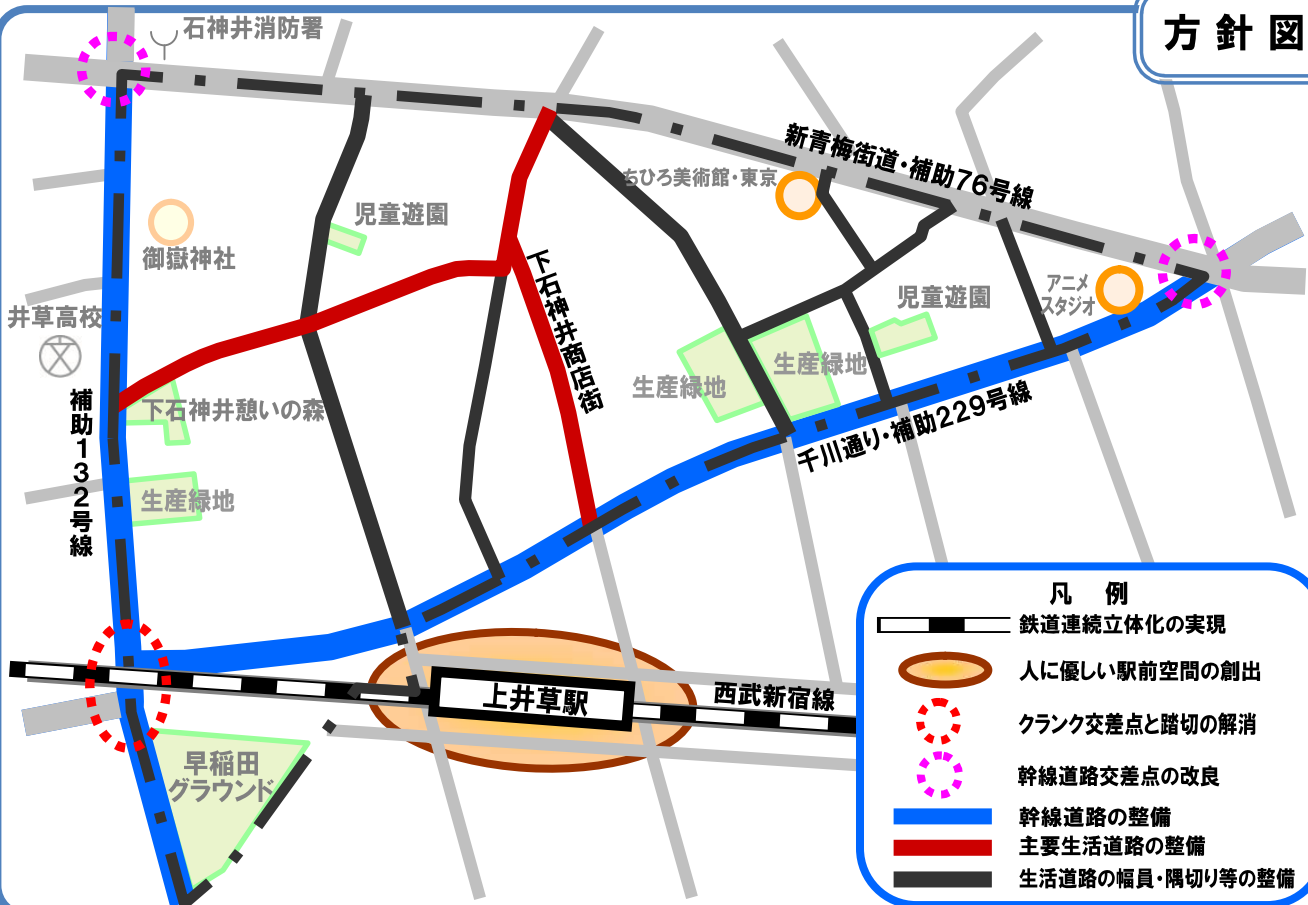 方針図
石神井消防署
新青梅街道・補助76号線
ちひろ美術館・東京
児童遊園
御嶽神社
下石神井商店街
アニメ
スタジオ
児童遊園
井草高校
生産緑地
生産緑地
補助132号線
下石神井憩いの森
千川通り・補助229号線
生産緑地
上井草駅
西武新宿線
早稲田
グラウンド
凡例
鉄道連続立体化の実現
人に優しい駅前空間の創出
クランク交差点と踏切の解消
幹線道路交差点の改良
幹線道路の整備
主要生活道路の整備
生活道路の幅員・隅切り等の整備